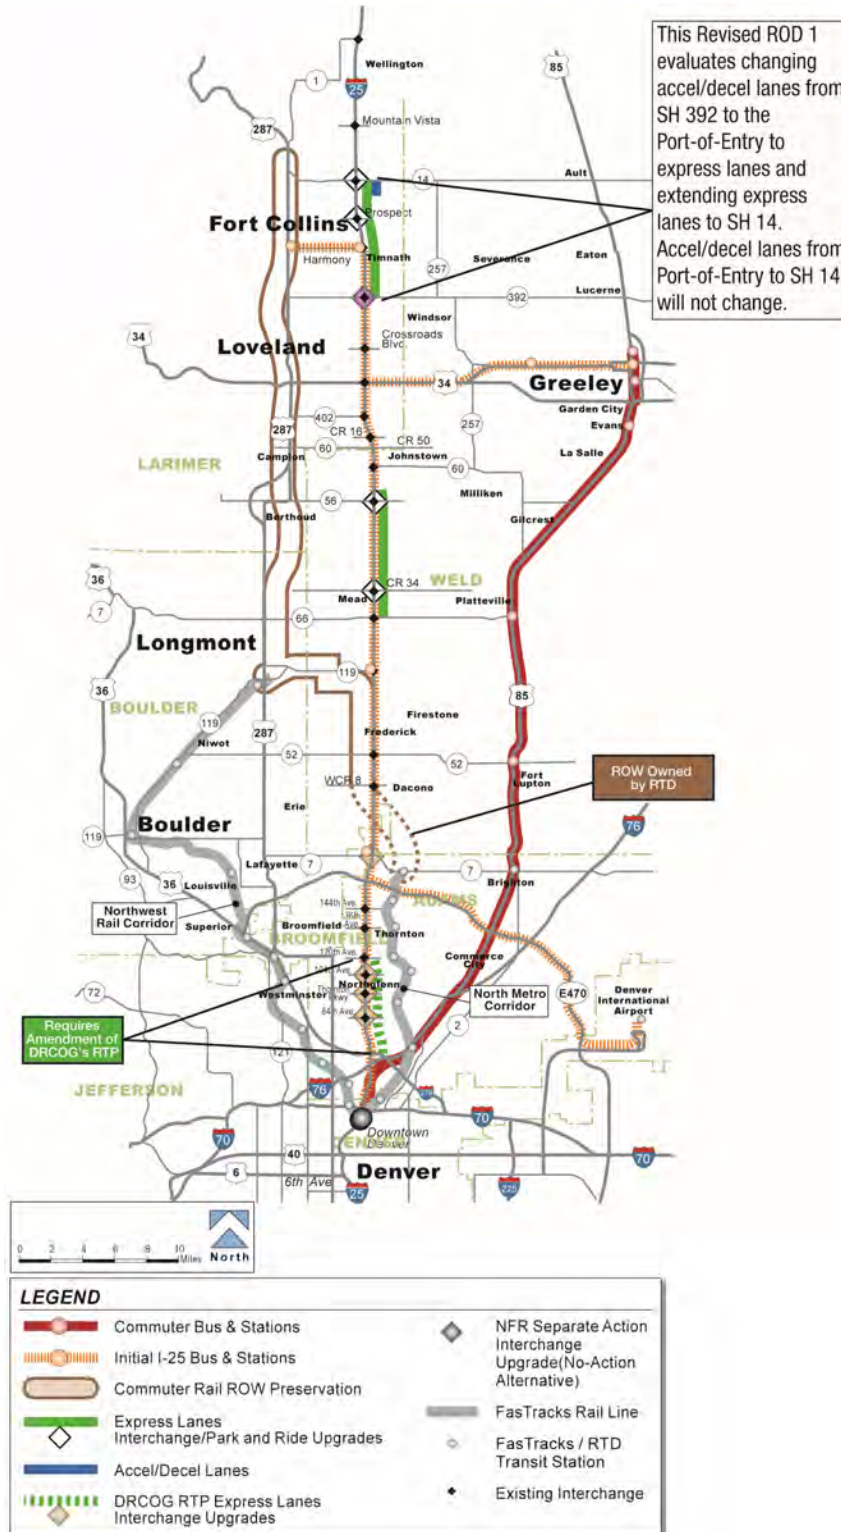 This Revised ROD 1
evaluates changing
accel/decel lanes from
SH 392 to the
Port-of-Entry to
express lanes and
extending express
lanes to SH 14.
Accel/decel lanes from
Port-of-Entry to SH 14
will not change.
Wellington
85
1
25
Mountain Vista
287
14
Ault
Prospect
Fort Collins
Harmony
Timnath
Severance
Eaton
257
Lucerne
392
Windsor
Crossroads
Blvd.
34
Loveland
34
Greeley
Garden City
402
287
CR 16
257
Evans
CR 50
60
Campion
Johnstown
60
La Salle
LARIMER
Milliken
56
Berthoud
Gilcrest
36
WELD
CR 34
Mead
Platteville
7
66
Longmont
36
119
85
BOULDER
119
Firestone
287
Frederick
Niwot
52
52
WCR 8
Dacono
Fort
Lupton
ROW Owned
by RTD
Erie
76
Boulder
119
Lafayette
7
7
93
36
Louisville
Brighton
Northwest
Rail Corridor
144th Ave.
ADAMS
Superior
Broomfield
Thornton
BROOMFIELD
Commerce
City
Northglenn
72
Westminster
84th Ave.
North Metro
Corridor
E470
Denver
International
Airport
Requires
Amendment of
DRCOG's RTP
2
121
JEFFERSON
76
70
70
Downtown
Denver
DENVER
40
70
6
Denver
6th Ave
25
225
0 2 4 6 8 10
Miles
North
LEGEND
Commuter Bus & Stations
Initial I-25 Bus & Stations
Commuter Rail ROW Preservation
Express Lanes
Interchange/Park and Ride Upgrades
Accel/Decel Lanes
DRCOG RTP Express Lanes
Interchange Upgrades
NFR Separate Action
Interchange
Upgrade(No-Action
Alternative)
FasTracks Rail Line
FasTracks / RTD
Transit Station
Existing Interchange